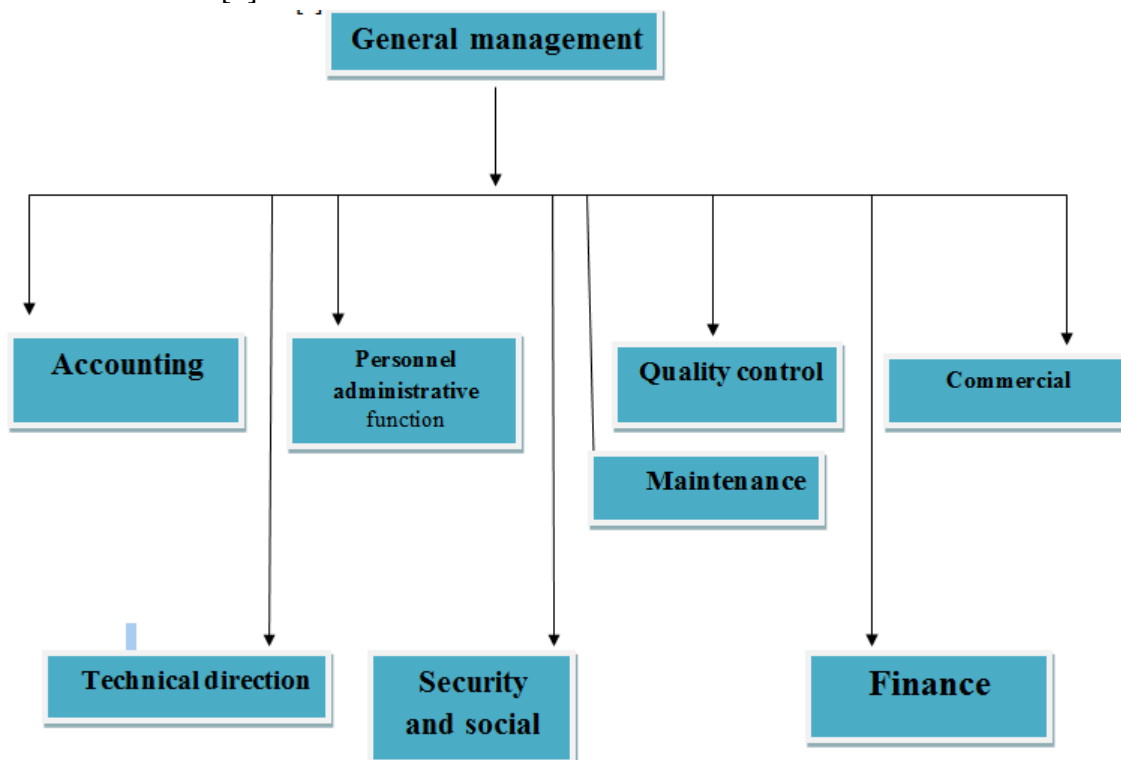 General management
Accounting
Personnel
administrative
function
Quality control
Commercial
Maintenance
Technical direction
Security
and social
Finance